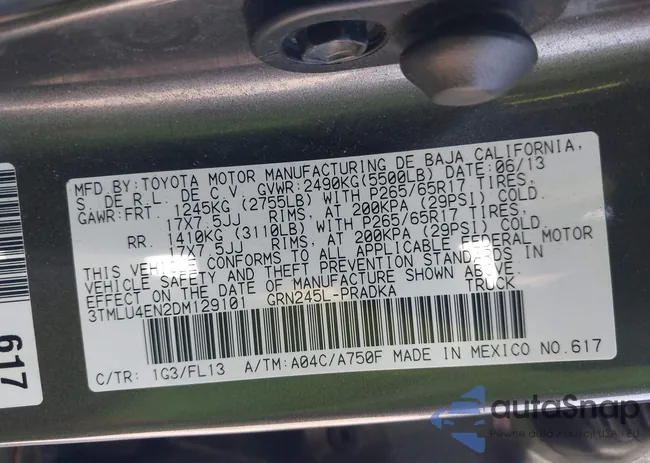 MFD.BY:TOYOTA MOTOR MANUFACTURING DE BAJA CALIFORNIA,
S. DE R.L. DE C.V. GVWR:2490KG(5500LB) DATE:06/13
GAWR:FRT. 1245KG (2755LB) WITH P265/65R17 TIRES,
17X7.5JJ RIMS, AT 200KPA (29PSI) COLD.
RR. 1410KG (3110LB) WITH P265/65R17 TIRES,
17X7.5JJ RIMS, AT 200KPA (29PSI) COLD.
THIS VEHICLE CONFORMS TO ALL APPLICABLE FEDERAL MOTOR
VEHICLE SAFETY AND THEFT PREVENTION STANDARDS IN
EFFECT ON THE DATE OF MANUFACTURE SHOWN ABOVE.
3TMLU4EN2DM129101 GRN245L-PRADKA TRUCK
C/TR: 1G3/FL13 A/TM:A04C/A750F MADE IN MEXICO NO.617
617
autoSnap